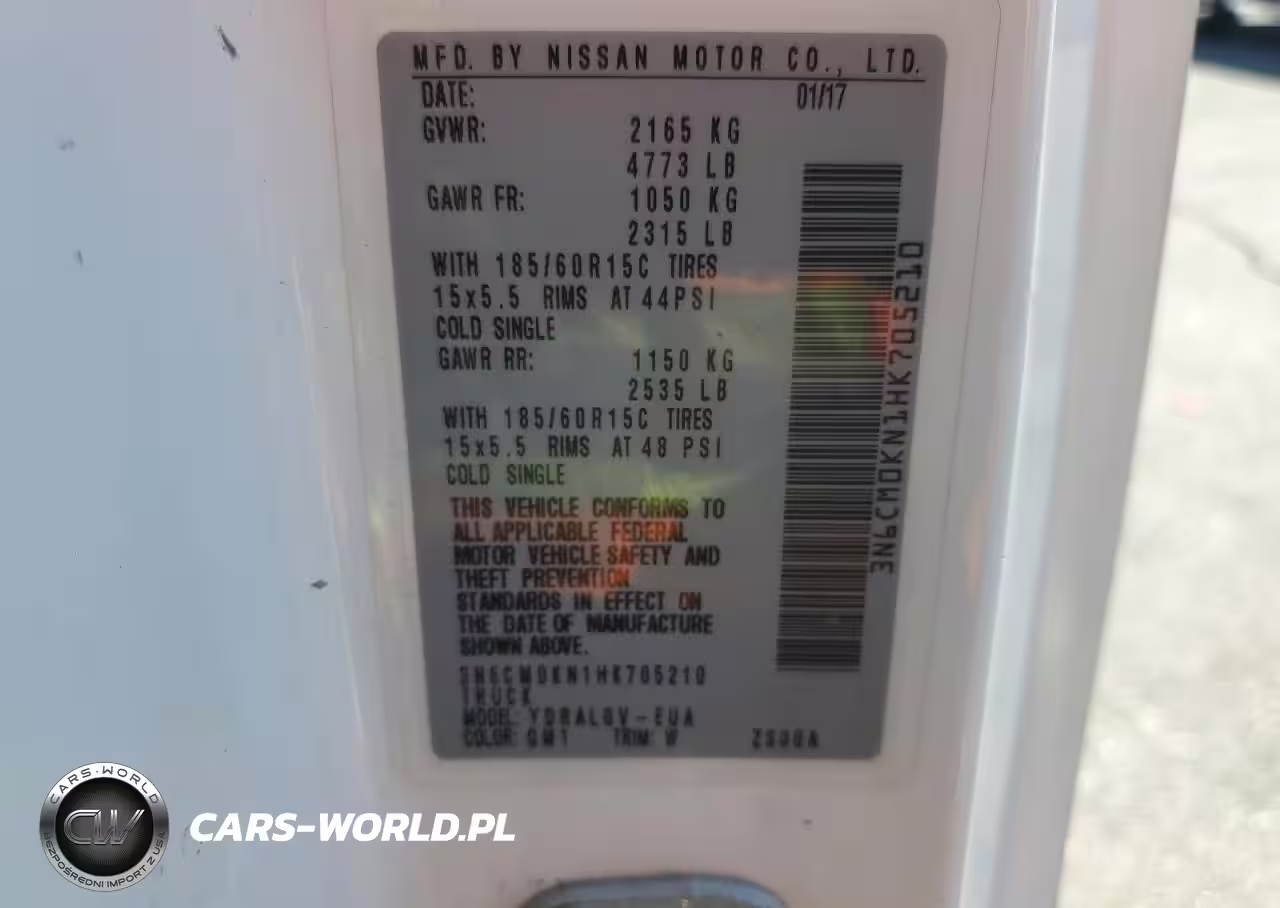 MFD. BY NISSAN MOTOR CO., LTD.
DATE: 01/17
GVWR: 2165 KG
4773 LB
GAWR FR: 1050 KG
2315 LB
WITH 185/60R15C TIRES
15x5.5 RIMS AT 44PSI
COLD SINGLE
GAWR RR: 1150 KG
2535 LB
WITH 185/60R15C TIRES
15x5.5 RIMS AT 48 PSI
COLD SINGLE
THIS VEHICLE CONFORMS TO
ALL APPLICABLE FEDERAL
MOTOR VEHICLE SAFETY AND
THEFT PREVENTION
STANDARDS IN EFFECT ON
THE DATE OF MANUFACTURE
SHOWN ABOVE.
3N6CM0KN1HK705210
TRUCK
MODEL:
COLOR: QM1 TRIM: W
3N6CM0KN1HK705210
CARS-WORLD
CW
BEZPOŚREDNI IMPORT Z USA
CARS-WORLD.PL